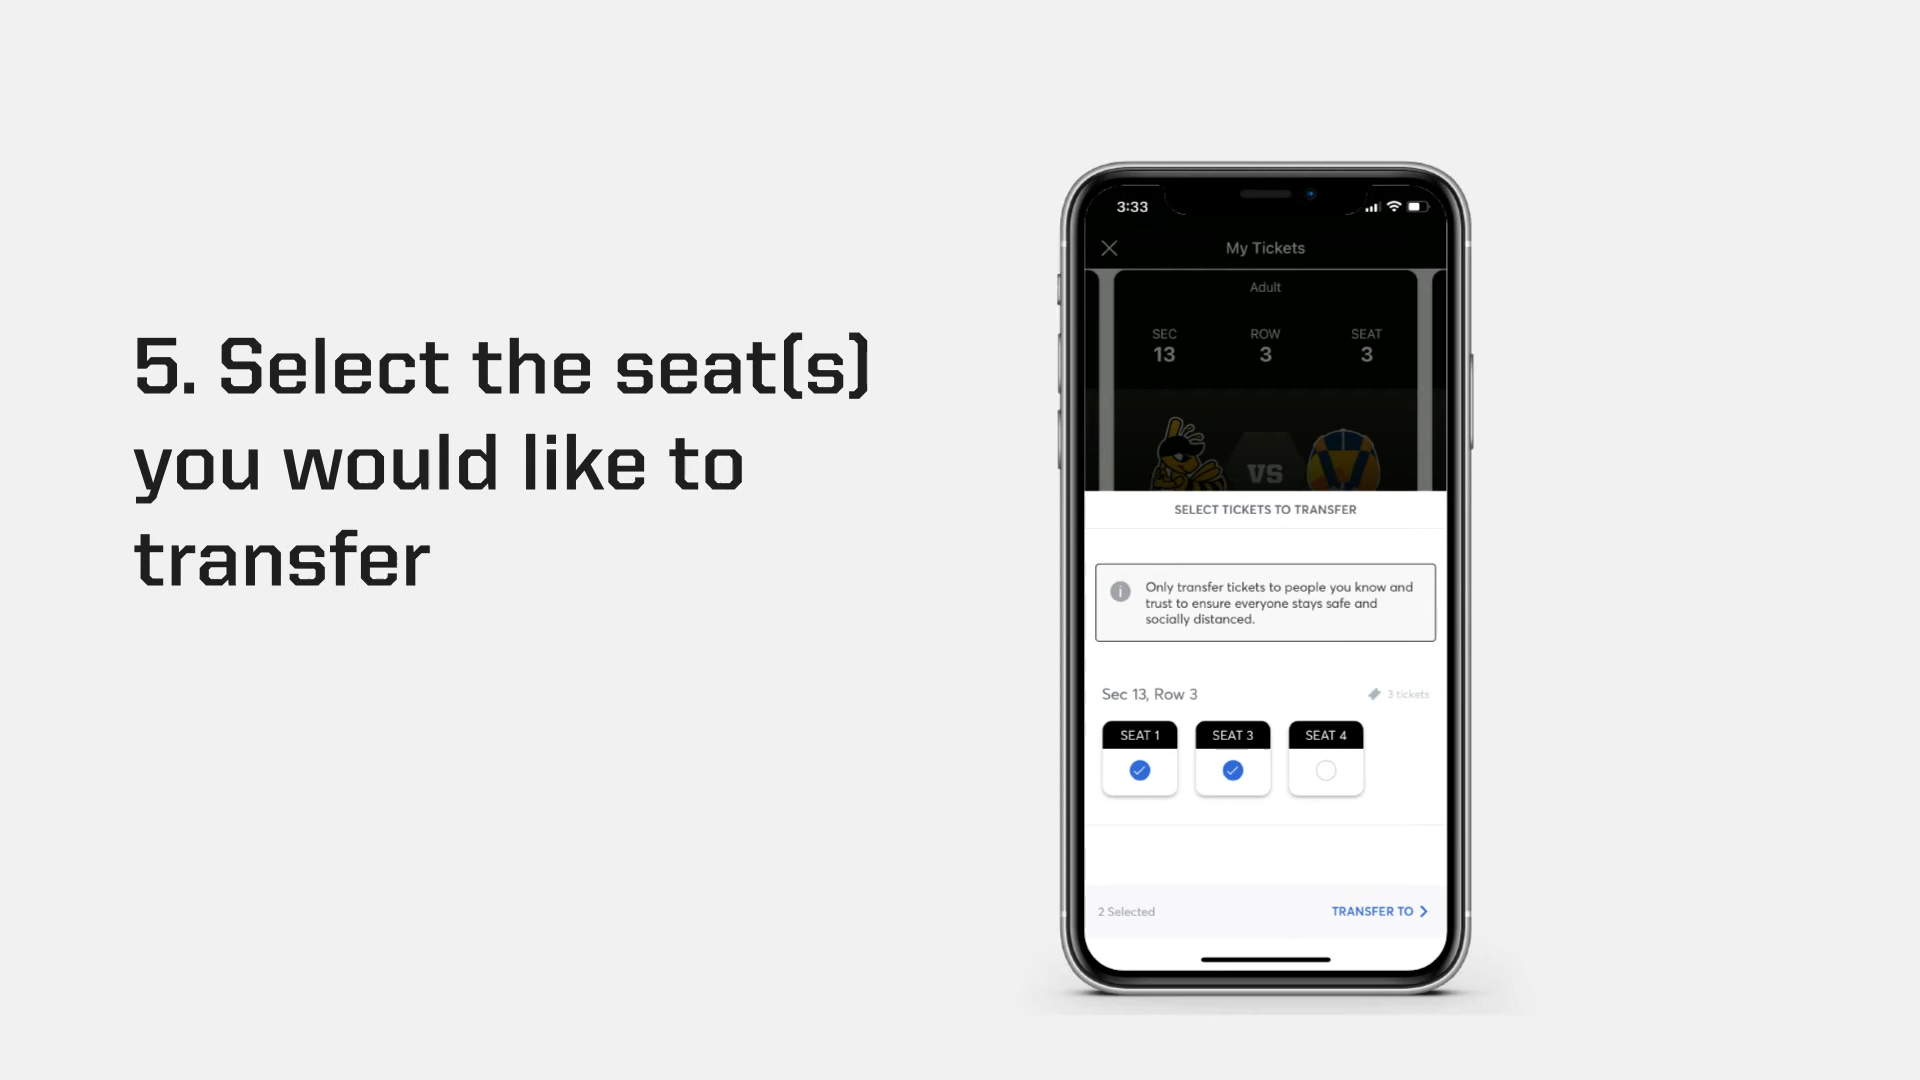 5. Select the seat(s)
you would like to
transfer
3:33
My Tickets
Adult
SEC ROW SEAT
13 3 3
VS
SELECT TICKETS TO TRANSFER
Only transfer tickets to people you know and
trust to ensure everyone stays safe and
socially distanced.
Sec 13, Row 3 3 tickets
SEAT 1 SEAT 3 SEAT 4
2 Selected TRANSFER TO